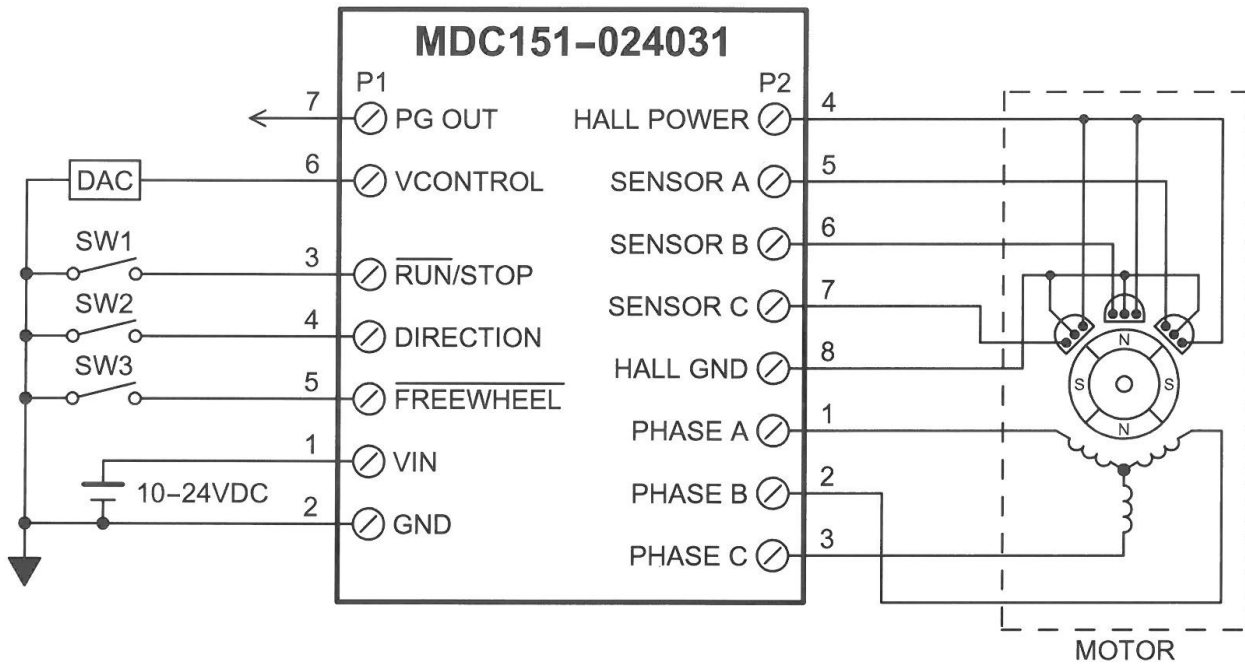 MDC151-024031
P1
P2
7
PG OUT
HALL POWER
4
DAC
6
VCONTROL
SENSOR A
5
SW1
3
RUN/STOP
SENSOR B
6
SW2
4
DIRECTION
SENSOR C
7
SW3
5
FREEWHEEL
HALL GND
8
1
VIN
PHASE A
1
10-24VDC
2
GND
PHASE B
2
PHASE C
3
N
S
S
N
MOTOR